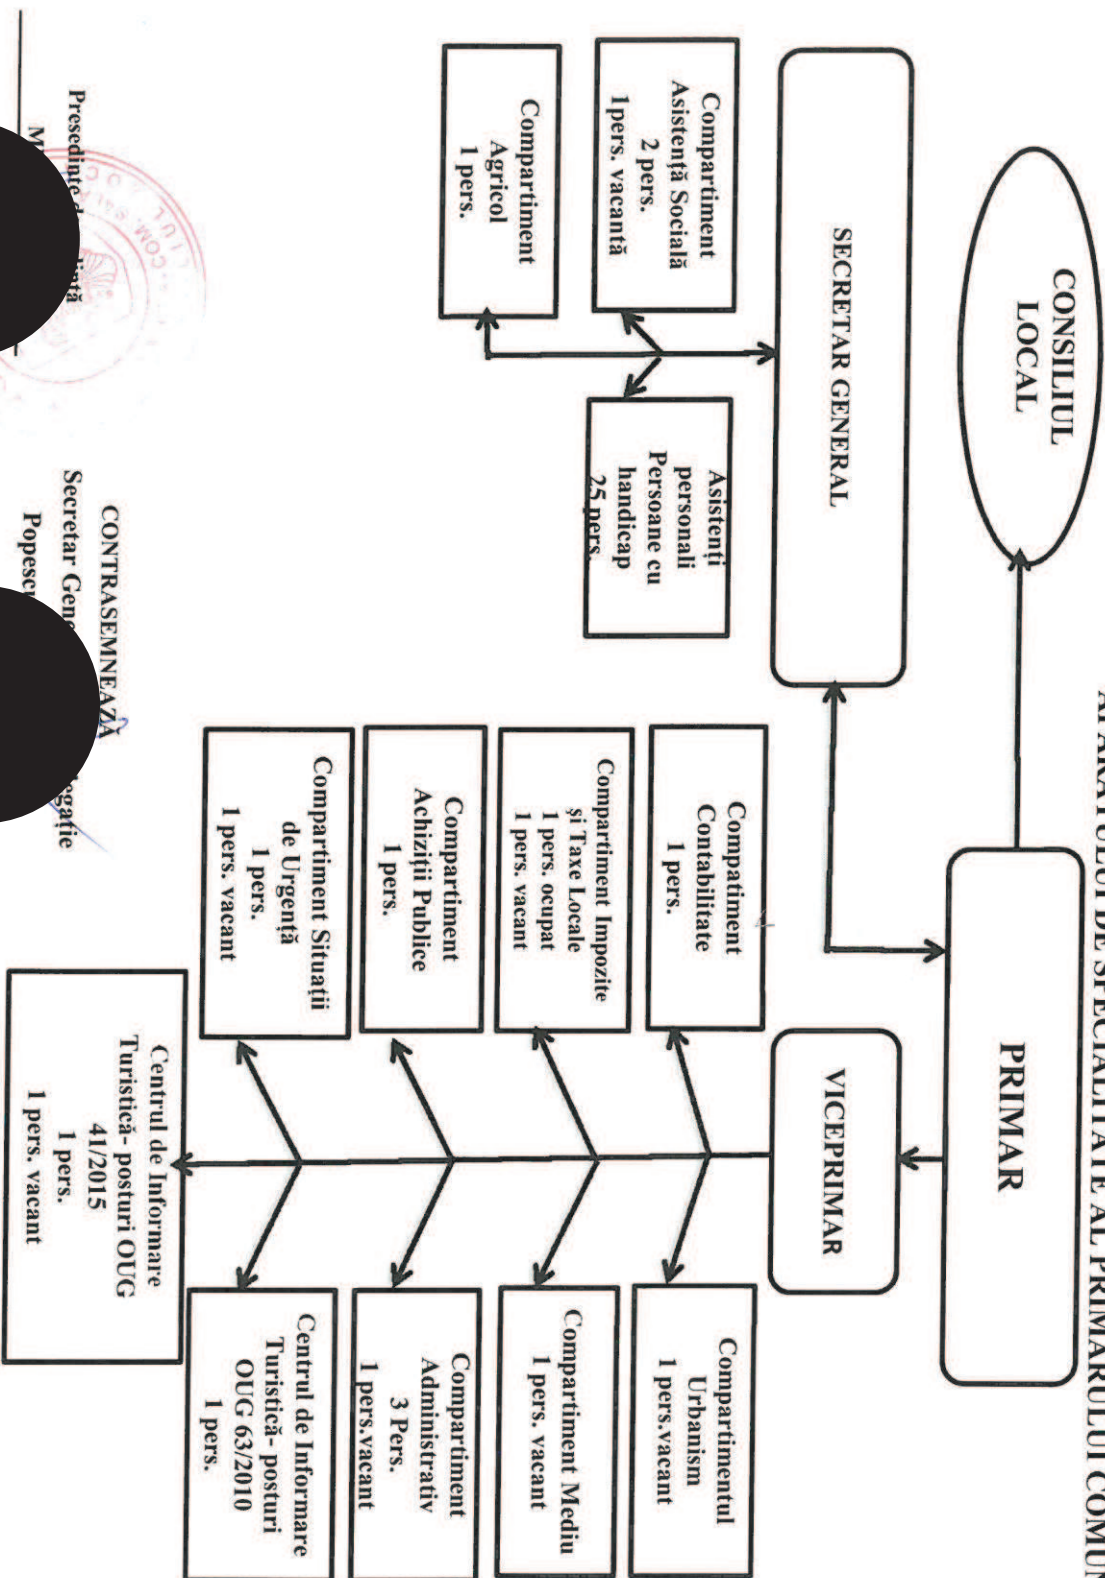 APARATULUI DE SPECIALITATE AL PRIMARULUI COMUN
CONSILIUL
LOCAL
PRIMAR
SECRETAR GENERAL
VICEPRIMAR
Compartiment
Asistență Socială
2 pers.
1pers. vacantă
Asistenți
personali
Persoane cu
handicap
25 pers.
Compartiment
Agricol
1 pers.
Compatiment
Contabilitate
1 pers.
Compartimentul
Urbanism
1 pers.vacant
Compartiment Impozite
și Taxe Locale
1 pers. ocupat
1 pers. vacant
Compartiment Mediu
1 pers. vacant
Compartiment
Achiziții Publice
1 pers.
Compartiment
Administrativ
3 Pers.
1 pers.vacant
Compartiment Situații
de Urgență
1 pers.
1 pers. vacant
Centrul de Informare
Turistică- posturi
OUG 63/2010
1 pers.
Centrul de Informare
Turistică- posturi OUG
41/2015
1 pers.
1 pers. vacant
Presedinte
CONTRASEMNEAZĂ
Secretar
Popescu